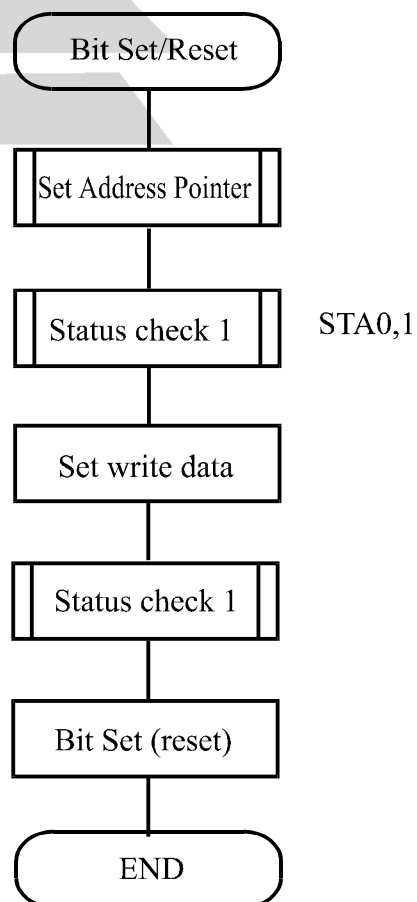 Bit Set/Reset
Set Address Pointer
Status check 1
STA0,1
Set write data
Status check 1
Bit Set (reset)
END